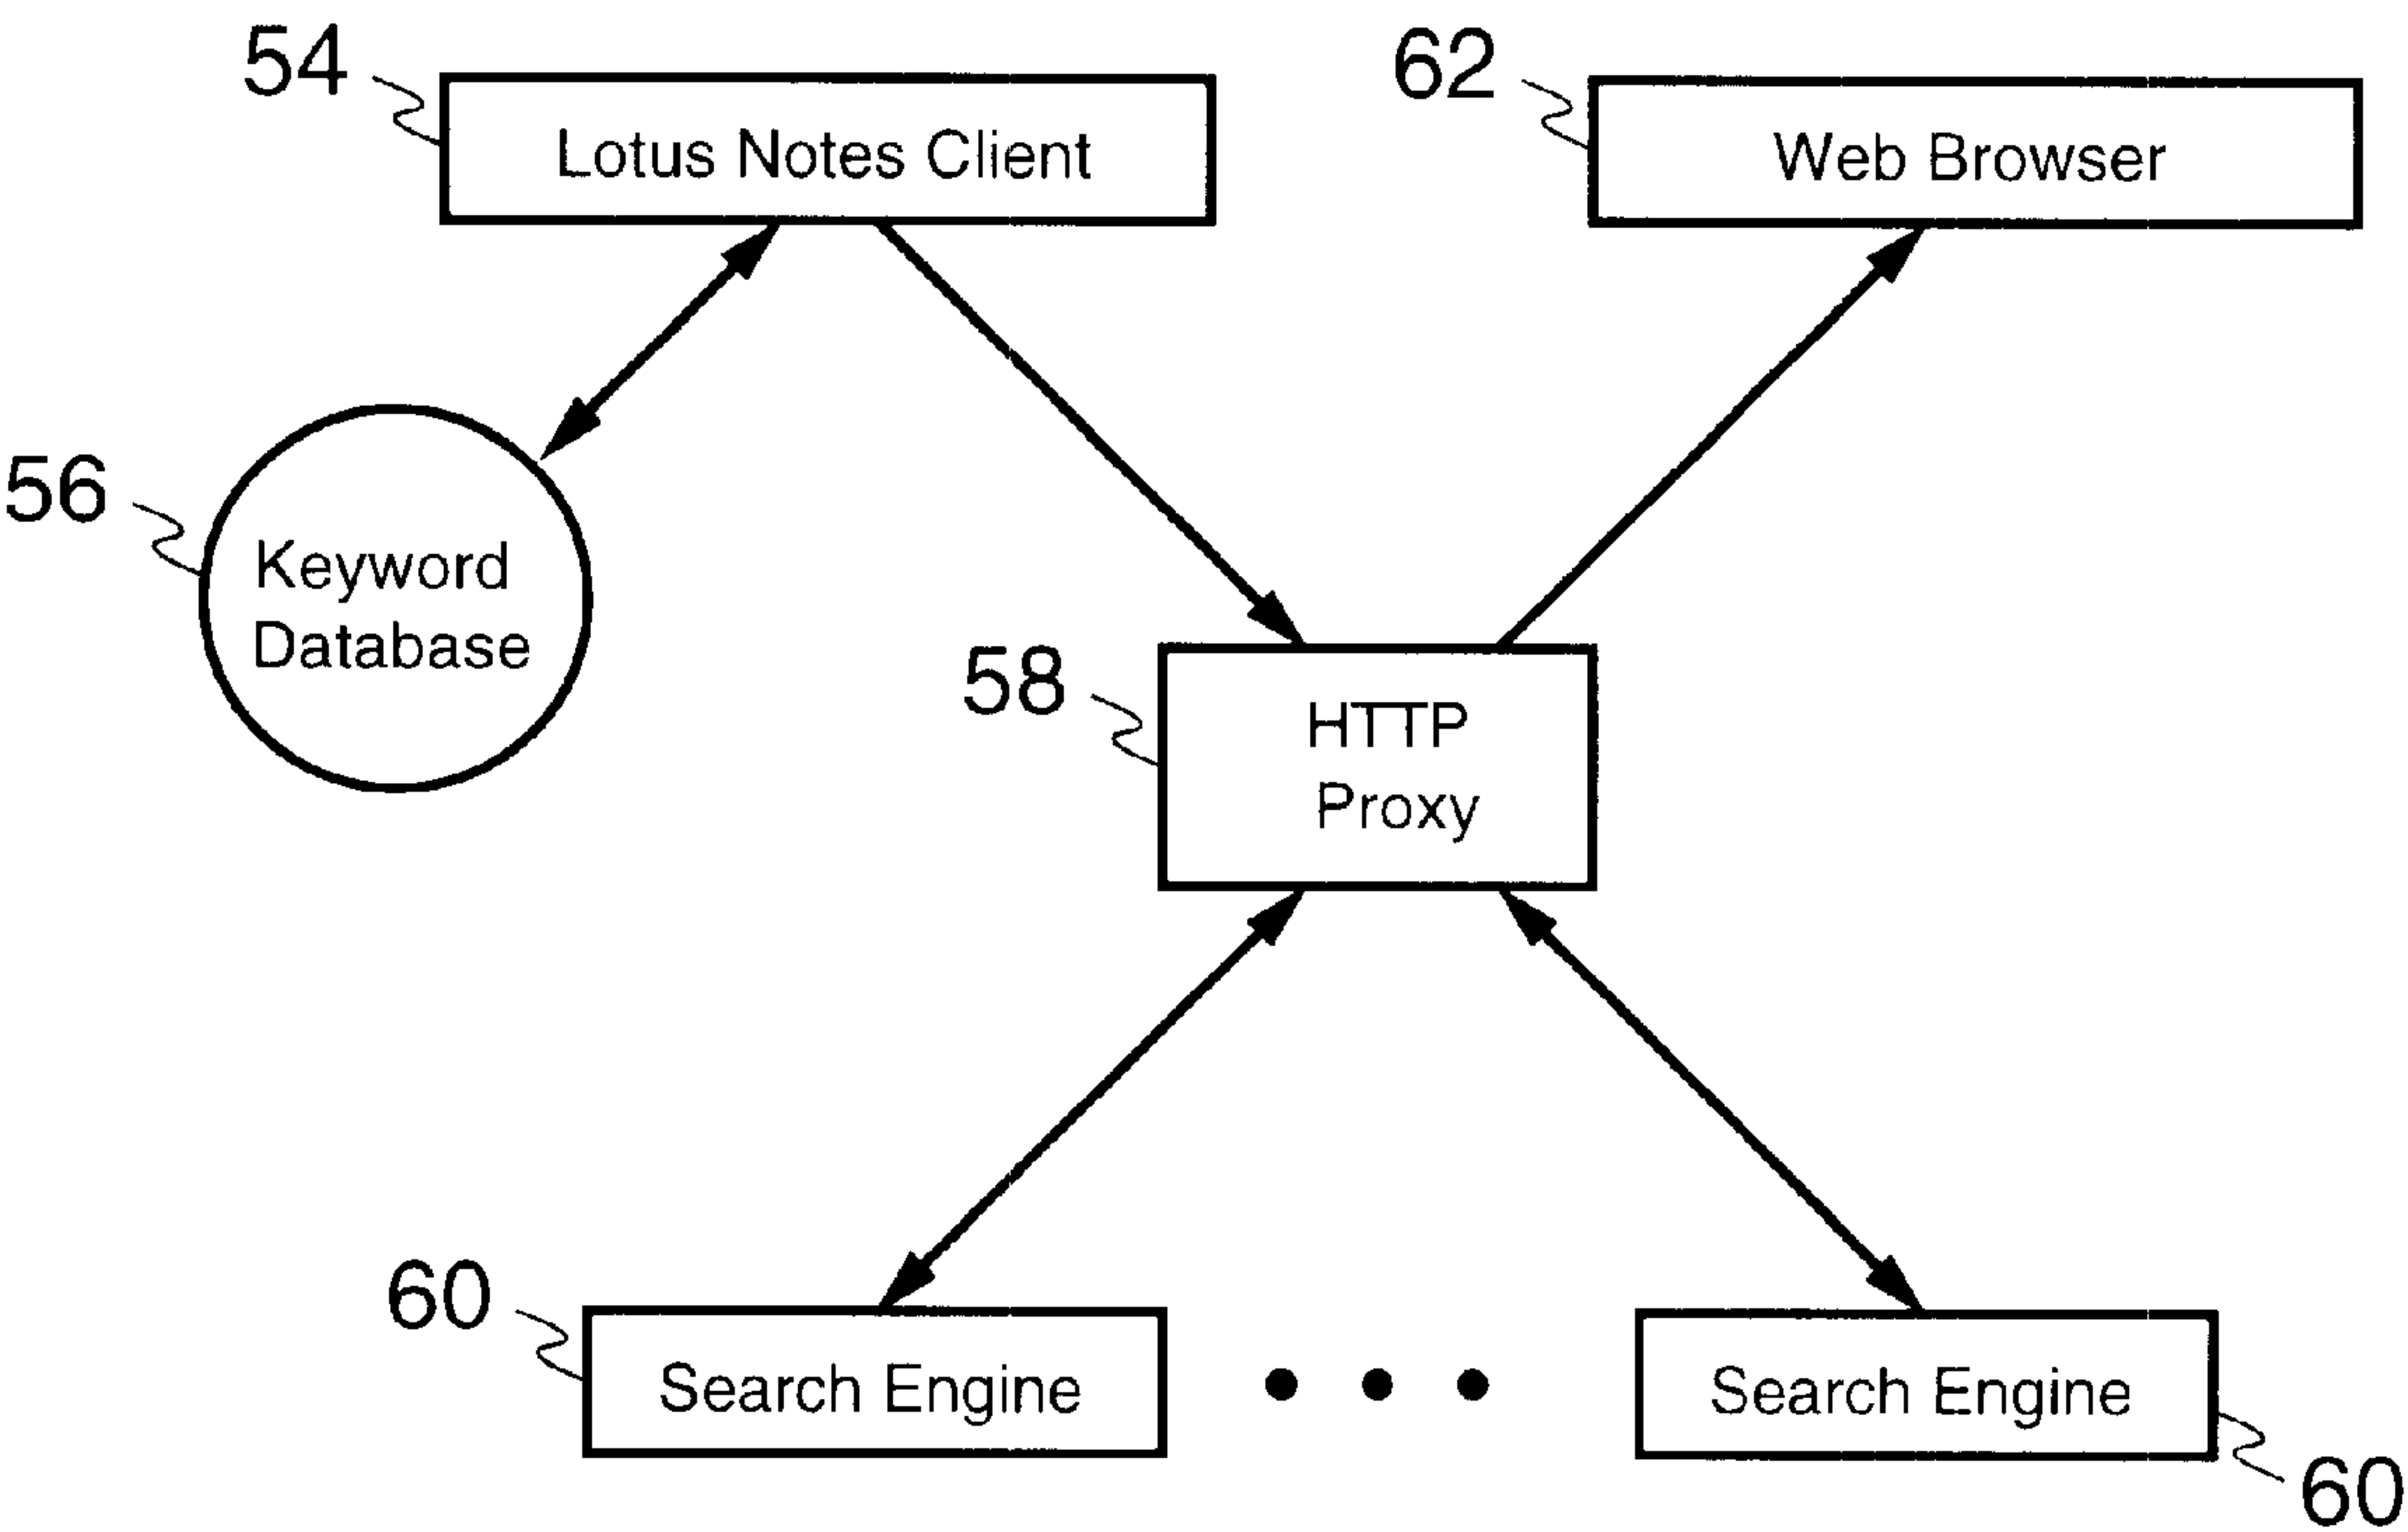 54
62
Lotus Notes Client
Web Browser
56
Keyword
Database
58
HTTP
Proxy
60
Search Engine
Search Engine
60